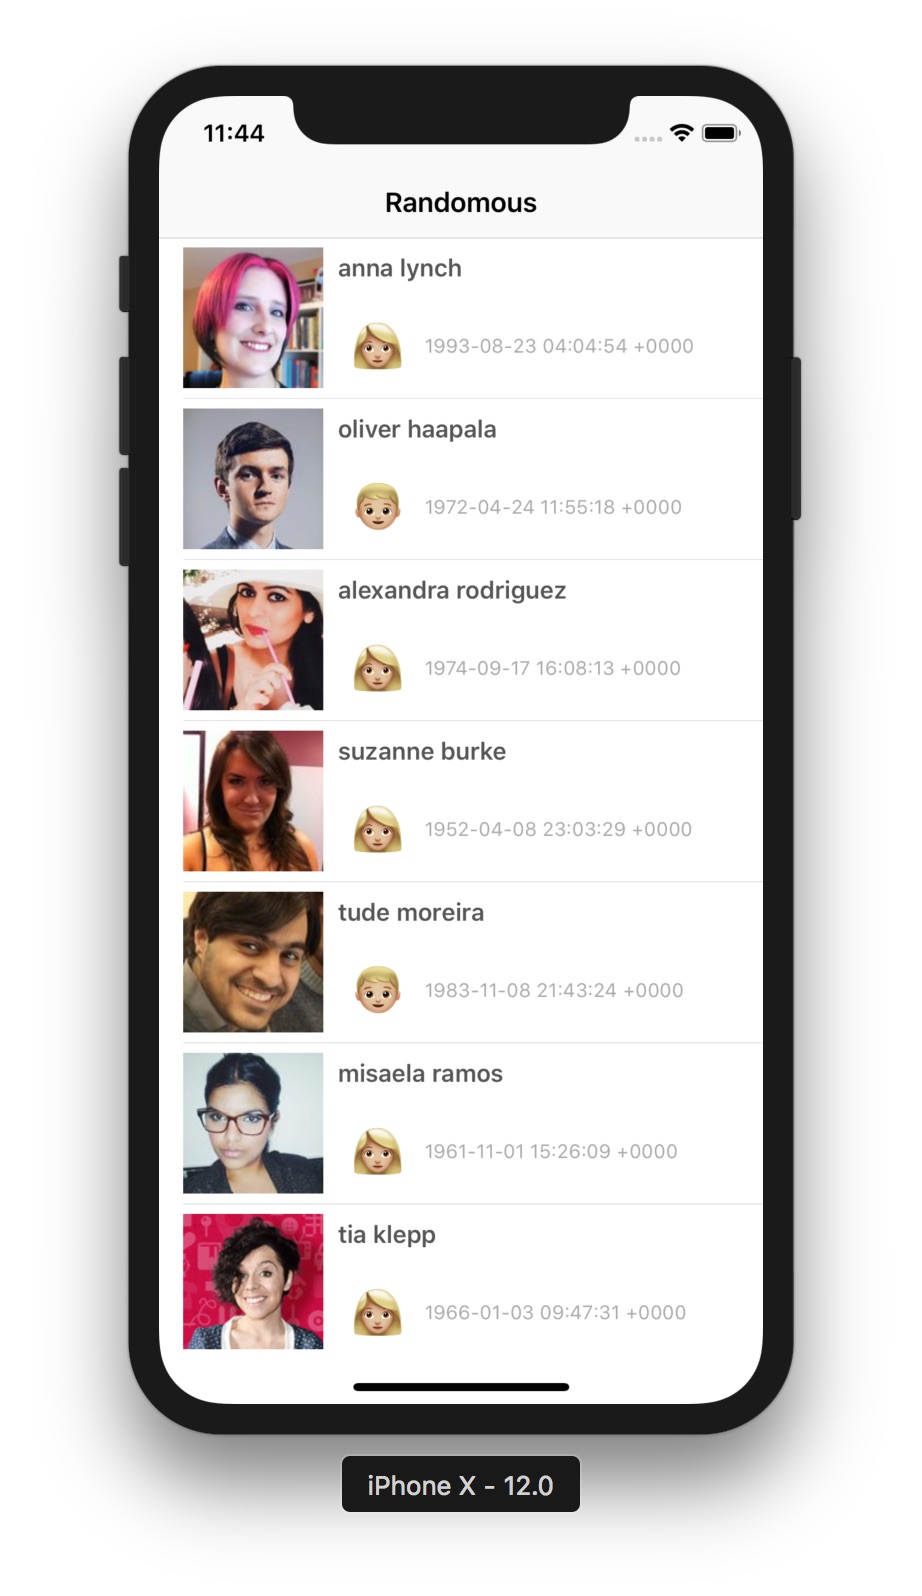 11:44
Randomous
anna lynch
1993-08-23 04:04:54 +0000
oliver haapala
1972-04-24 11:55:18 +0000
alexandra rodriguez
1974-09-17 16:08:13 +0000
suzanne burke
1952-04-08 23:03:29 +0000
tude moreira
1983-11-08 21:43:24 +0000
misaela ramos
1961-11-01 15:26:09 +0000
tia klepp
1966-01-03 09:47:31 +0000
iPhone X - 12.0